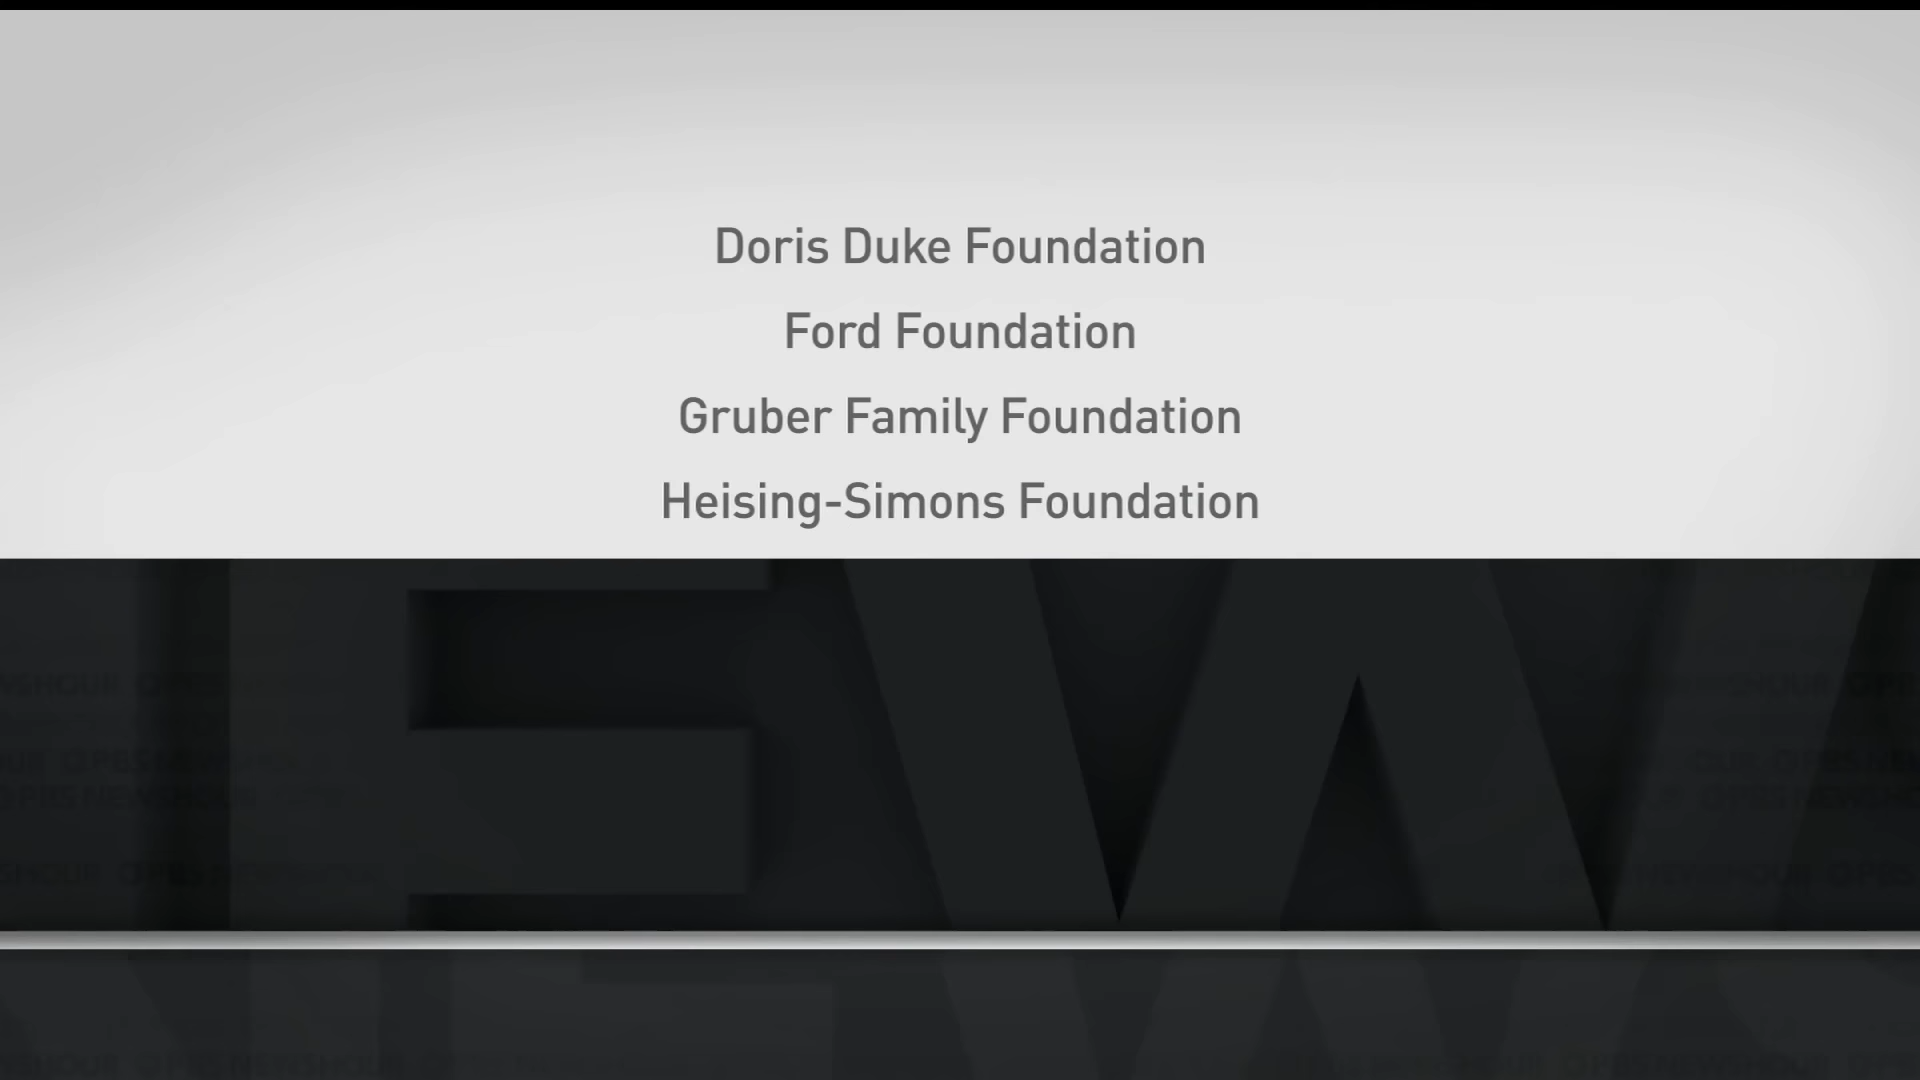 Doris Duke Foundation
Ford Foundation
Gruber Family Foundation
Heising-Simons Foundation